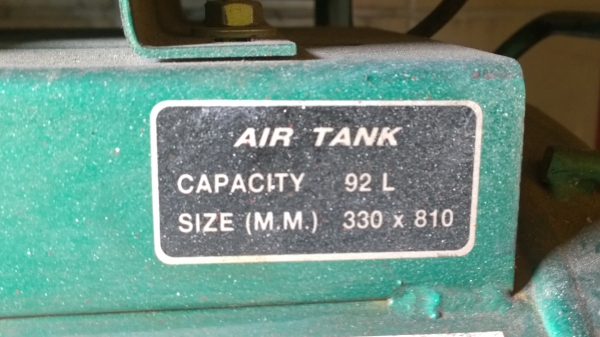 AIR TANK
CAPACITY 92 L
SIZE (M.M.) 330 x 810